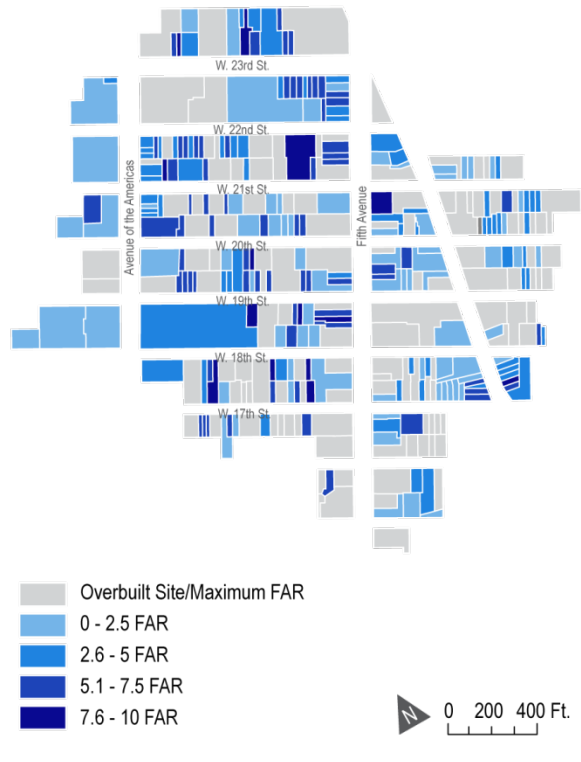 W. 23rd St.
W. 22nd St.
Avenue of the Americas
W. 21st St.
Fifth Avenue
W. 20th St.
W. 19th St.
W. 18th St.
W. 17th St.
Overbuilt Site/Maximum FAR
0 - 2.5 FAR
2.6 - 5 FAR
5.1 - 7.5 FAR
7.6 - 10 FAR
N
0 200 400 Ft.